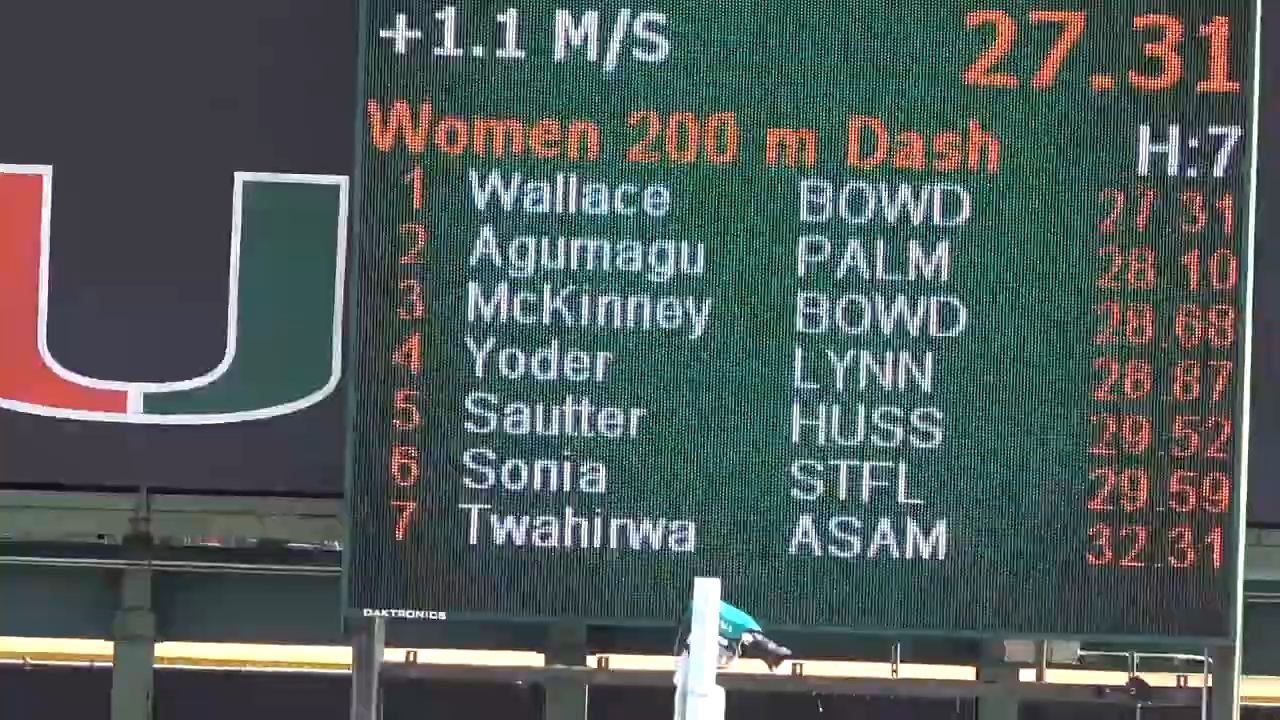 +1.1 M/S 27.31
Women 200 m Dash H:7
1 Wallace BOWD 27.31
2 Agumagu PALM 28.10
3 McKinney BOWD 28.68
4 Yoder LYNN 28.87
5 Sautter HUSS 29.52
6 Sonia STFL 29.59
7 Twahirwa ASAM 32.31
DAKTRONICS
U